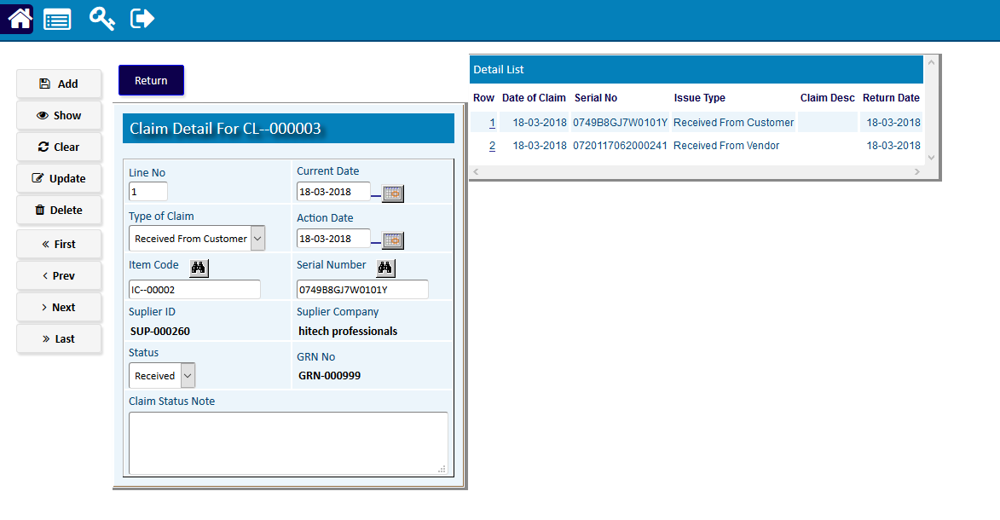 Add
Show
Clear
Update
Delete
« First
< Prev
> Next
» Last
Return
Claim Detail For CL--000003
Line No
1
Current Date
18-03-2018
Type of Claim
Received From Customer
Action Date
18-03-2018
Item Code
IC--00002
Serial Number
0749B8GJ7W0101Y
Suplier ID
SUP-000260
Suplier Company
hitech professionals
Status
Received
GRN No
GRN-000999
Claim Status Note
Detail List
Row Date of Claim Serial No Issue Type Claim Desc Return Date
1 18-03-2018 0749B8GJ7W0101Y Received From Customer 18-03-2018
2 18-03-2018 0720117062000241 Received From Vendor 18-03-2018